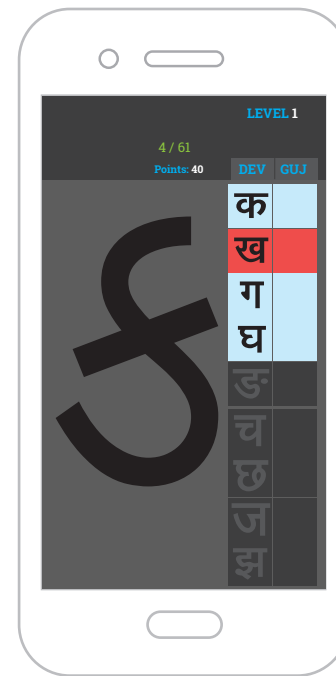 LEVEL 1
4 / 61
Points: 40
DEV GUJ
ક
क
ख
ग
घ
ङ
च
छ
ज
झ